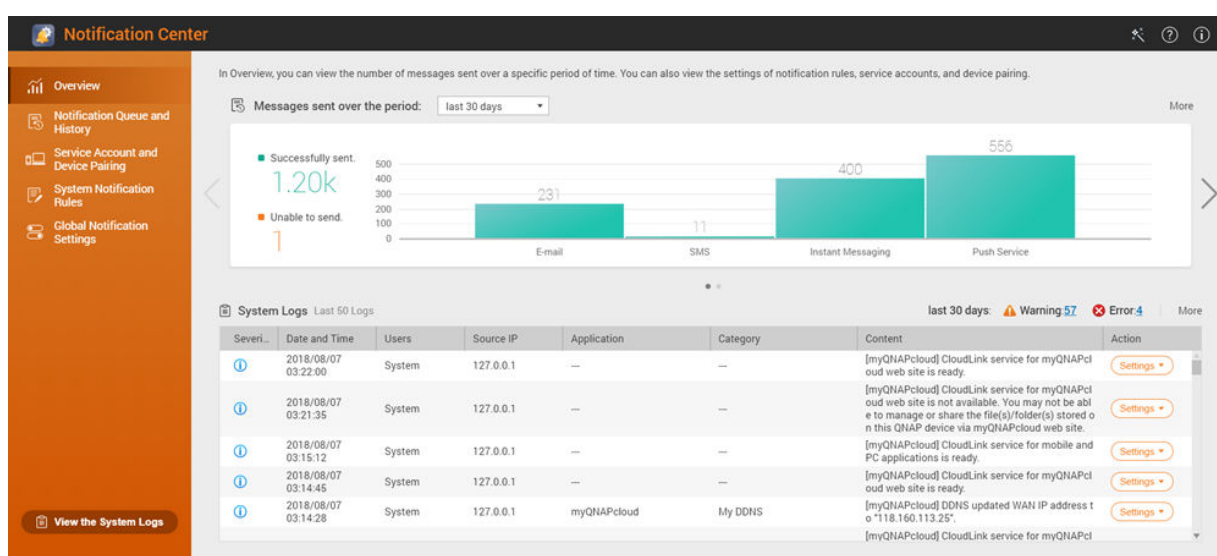 Notification Center
Overview
Notification Queue and
History
Service Account and
Device Pairing
System Notification
Rules
Global Notification
Settings
View the System Logs
In Overview, you can view the number of messages sent over a specific period of time. You can also view the settings of notification rules, service accounts, and device pairing.
Messages sent over the period: last 30 days More
Successfully sent.
1.20k
Unable to send.
1
500
400
300
200
100
0
231
11
400
556
E-mail SMS Instant Messaging Push Service
System Logs Last 50 Logs last 30 days: Warning:57 Error:4 More
Severi... Date and Time Users Source IP Application Category Content Action
2018/08/07
03:22:00
System 127.0.0.1 --- ---
[myQNAPcloud] CloudLink service for myQNAPcl
oud web site is ready.
Settings
2018/08/07
03:21:35
System 127.0.0.1 --- ---
[myQNAPcloud] CloudLink service for myQNAPcl
oud web site is not available. You may not be abl
e to manage or share the file(s)/folder(s) stored o
n this QNAP device via myQNAPcloud web site.
Settings
2018/08/07
03:15:12
System 127.0.0.1 --- ---
[myQNAPcloud] CloudLink service for mobile and
PC applications is ready.
Settings
2018/08/07
03:14:45
System 127.0.0.1 --- ---
[myQNAPcloud] CloudLink service for myQNAPcl
oud web site is ready.
Settings
2018/08/07
03:14:28
System 127.0.0.1 myQNAPcloud My DDNS
[myQNAPcloud] DDNS updated WAN IP address t
o "118.160.113.25".
Settings
[myQNAPcloud] CloudLink service for myQNAPcl